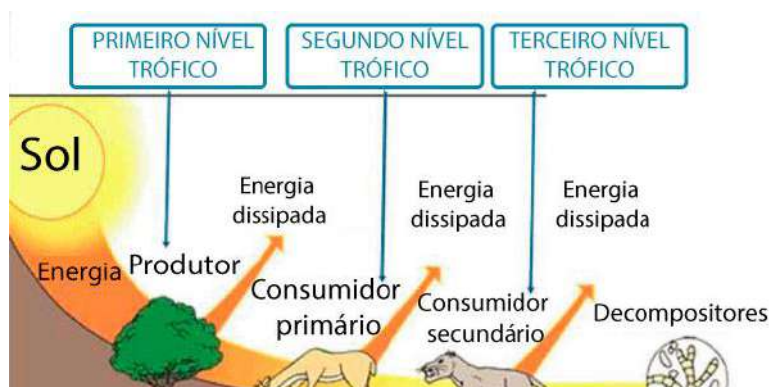 PRIMEIRO NÍVEL
TRÓFICO
SEGUNDO NÍVEL
TRÓFICO
TERCEIRO NÍVEL
TRÓFICO
Sol
Energia
dissipada
Energia
dissipada
Energia
dissipada
Energia
Produtor
Consumidor
primário
Consumidor
secundário
Decompositores